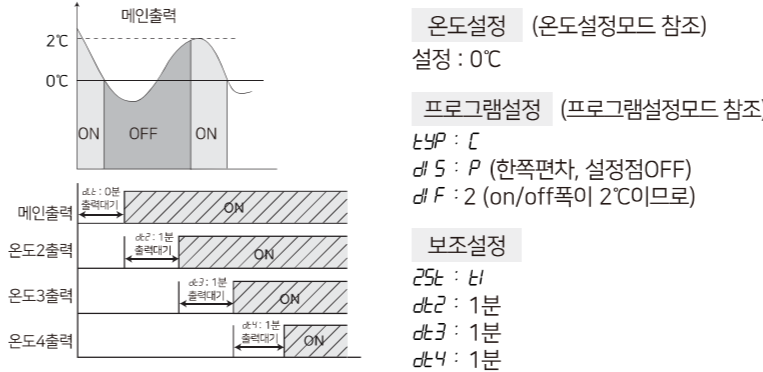 메인출력
2℃
0℃
ON
OFF
ON
dLt : 0분
출력대기
메인출력
ON
dt2 : 1분
출력대기
온도2출력
ON
dt3 : 1분
출력대기
온도3출력
ON
dt4 : 1분
출력대기
온도4출력
ON
온도설정 (온도설정모드 참조)
설정 : 0℃
프로그램설정 (프로그램설정모드 참조)
tYP : C
dI S : P (한쪽편차, 설정점OFF)
dI F : 2 (on/off폭이 2℃이므로)
보조설정
2St : tI
dt2 : 1분
dt3 : 1분
dt4 : 1분